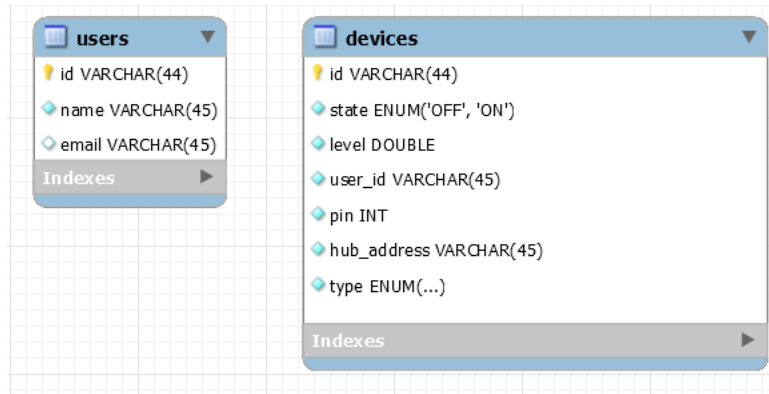 users
id VARCHAR(44)
name VARCHAR(45)
email VARCHAR(45)
Indexes
devices
id VARCHAR(44)
state ENUM('OFF', 'ON')
level DOUBLE
user_id VARCHAR(45)
pin INT
hub_address VARCHAR(45)
type ENUM(...)
Indexes